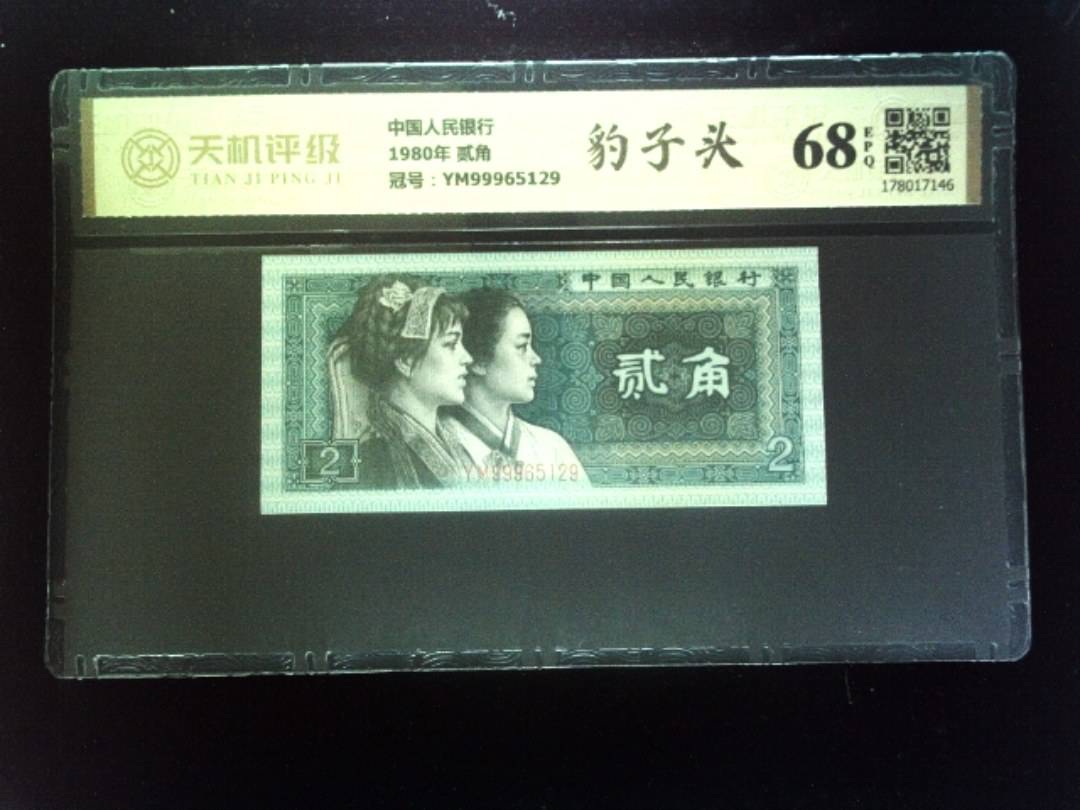 天机评级
TIAN JI PING JI
中国人民银行
1980年 贰角
冠号：YM99965129
豹子头
68
EPQ
178017146
中国人民银行
贰角
2
2
YM99965129